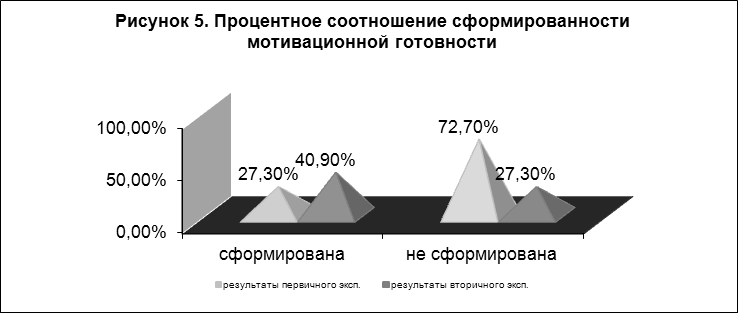 Рисунок 5. Процентное соотношение сформированности
мотивационной готовности
72,70%
100,00%
40,90%
27,30%
27,30%
50,00%
0,00%
сформирована
не сформирована
результаты первичного эксп.
результаты вторичного эксп.